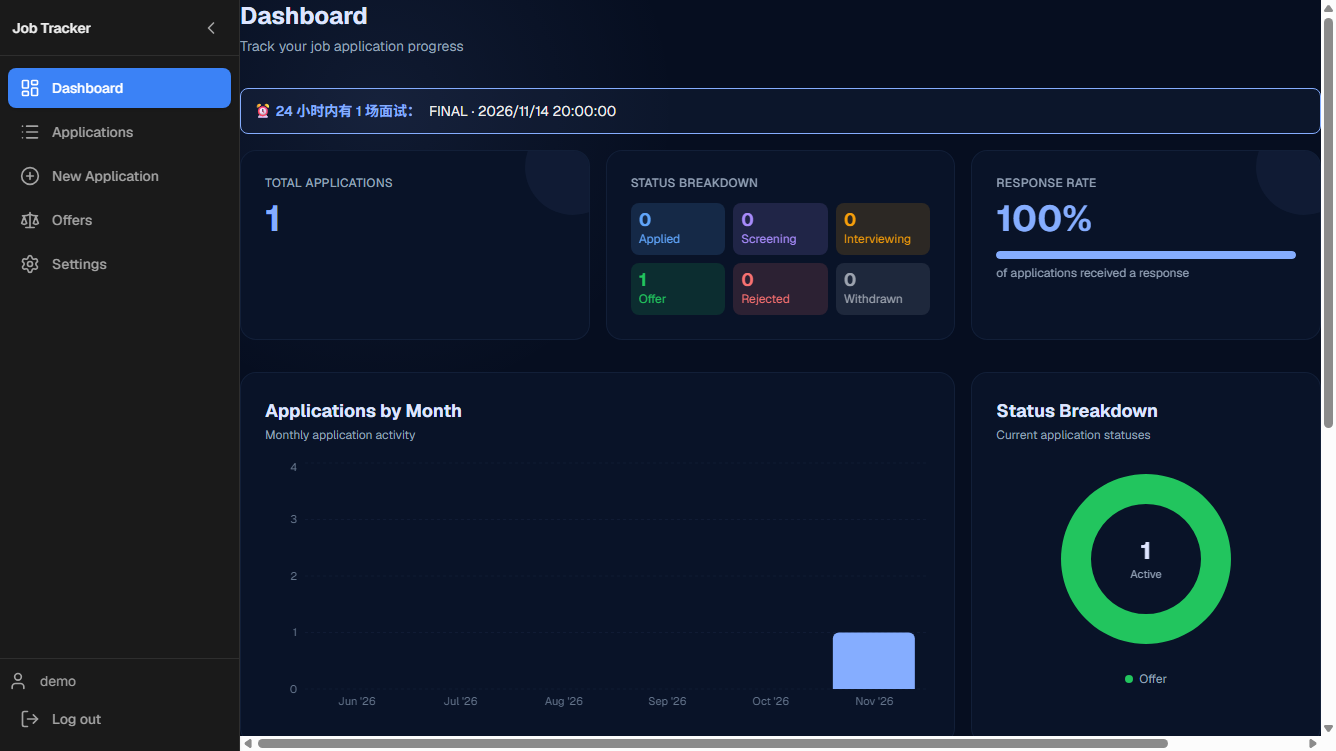 Job Tracker
Dashboard
Applications
New Application
Offers
Settings
demo
Log out
Dashboard
Track your job application progress
⏰ 24 小时内有 1 场面试： FINAL · 2026/11/14 20:00:00
TOTAL APPLICATIONS
1
STATUS BREAKDOWN
0 Applied
0 Screening
0 Interviewing
1 Offer
0 Rejected
0 Withdrawn
RESPONSE RATE
100%
of applications received a response
Applications by Month
Monthly application activity
4
3
2
1
0
Jun '26 Jul '26 Aug '26 Sep '26 Oct '26 Nov '26
Status Breakdown
Current application statuses
1
Active
Offer